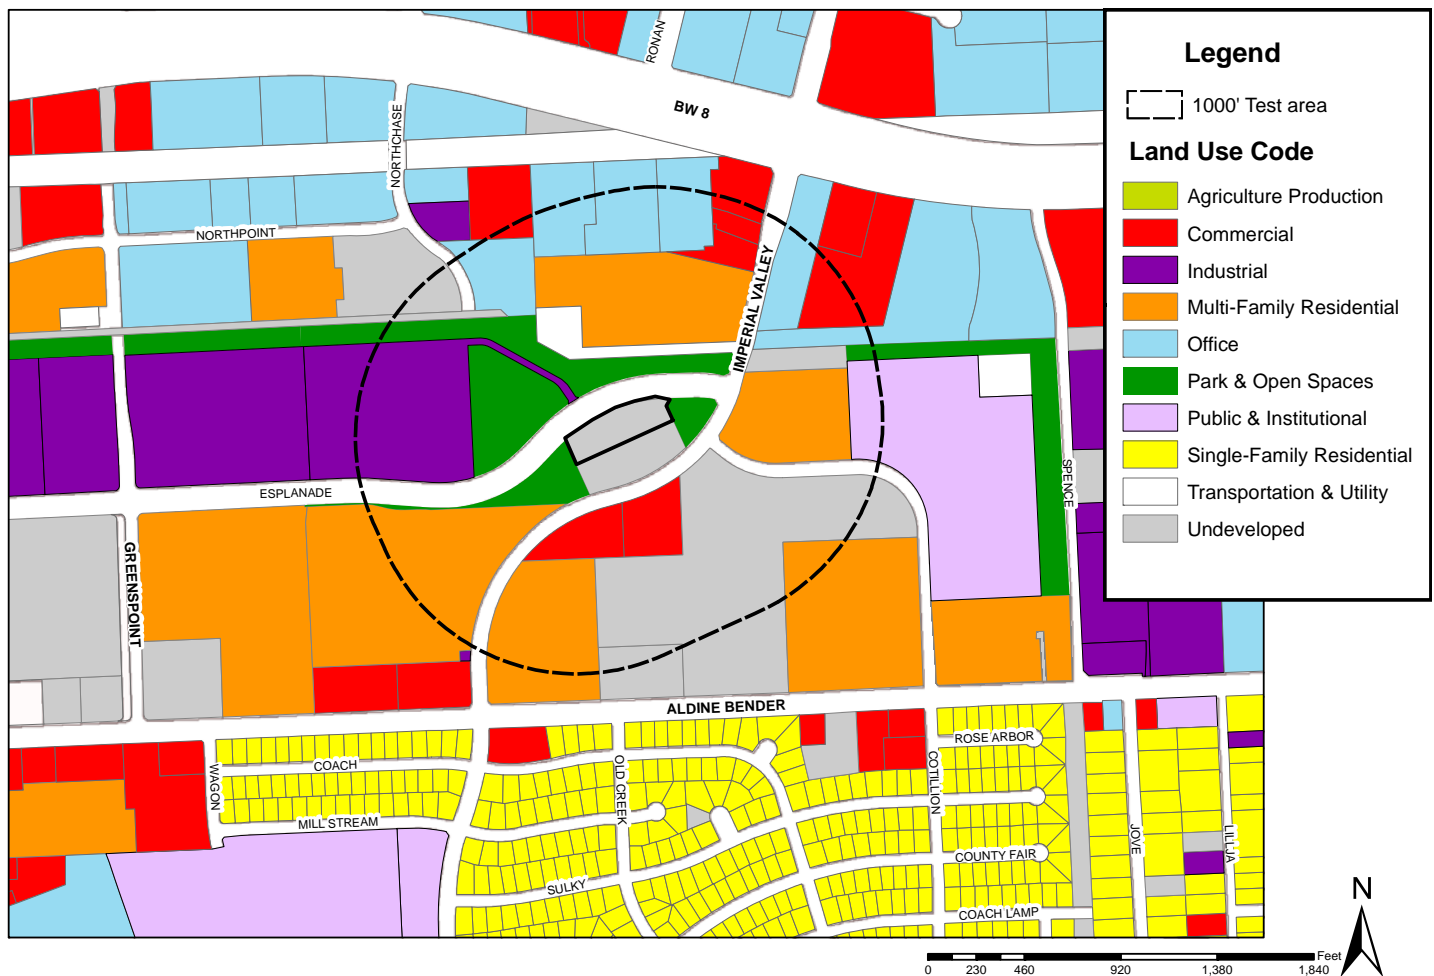 RONAN
BW 8
NORTHCHASE
NORTHPOINT
IMPERIAL VALLEY
ESPLANADE
GREENSPOINT
SPENCE
ALDINE BENDER
ROSE ARBOR
COACH
WAGON
OLD CREEK
COTILLION
MILL STREAM
JOVE
LILLJA
COUNTY FAIR
SULKY
COACH LAMP
Legend
1000' Test area
Land Use Code
Agriculture Production
Commercial
Industrial
Multi-Family Residential
Office
Park & Open Spaces
Public & Institutional
Single-Family Residential
Transportation & Utility
Undeveloped
N
Feet
0 230 460 920 1,380 1,840